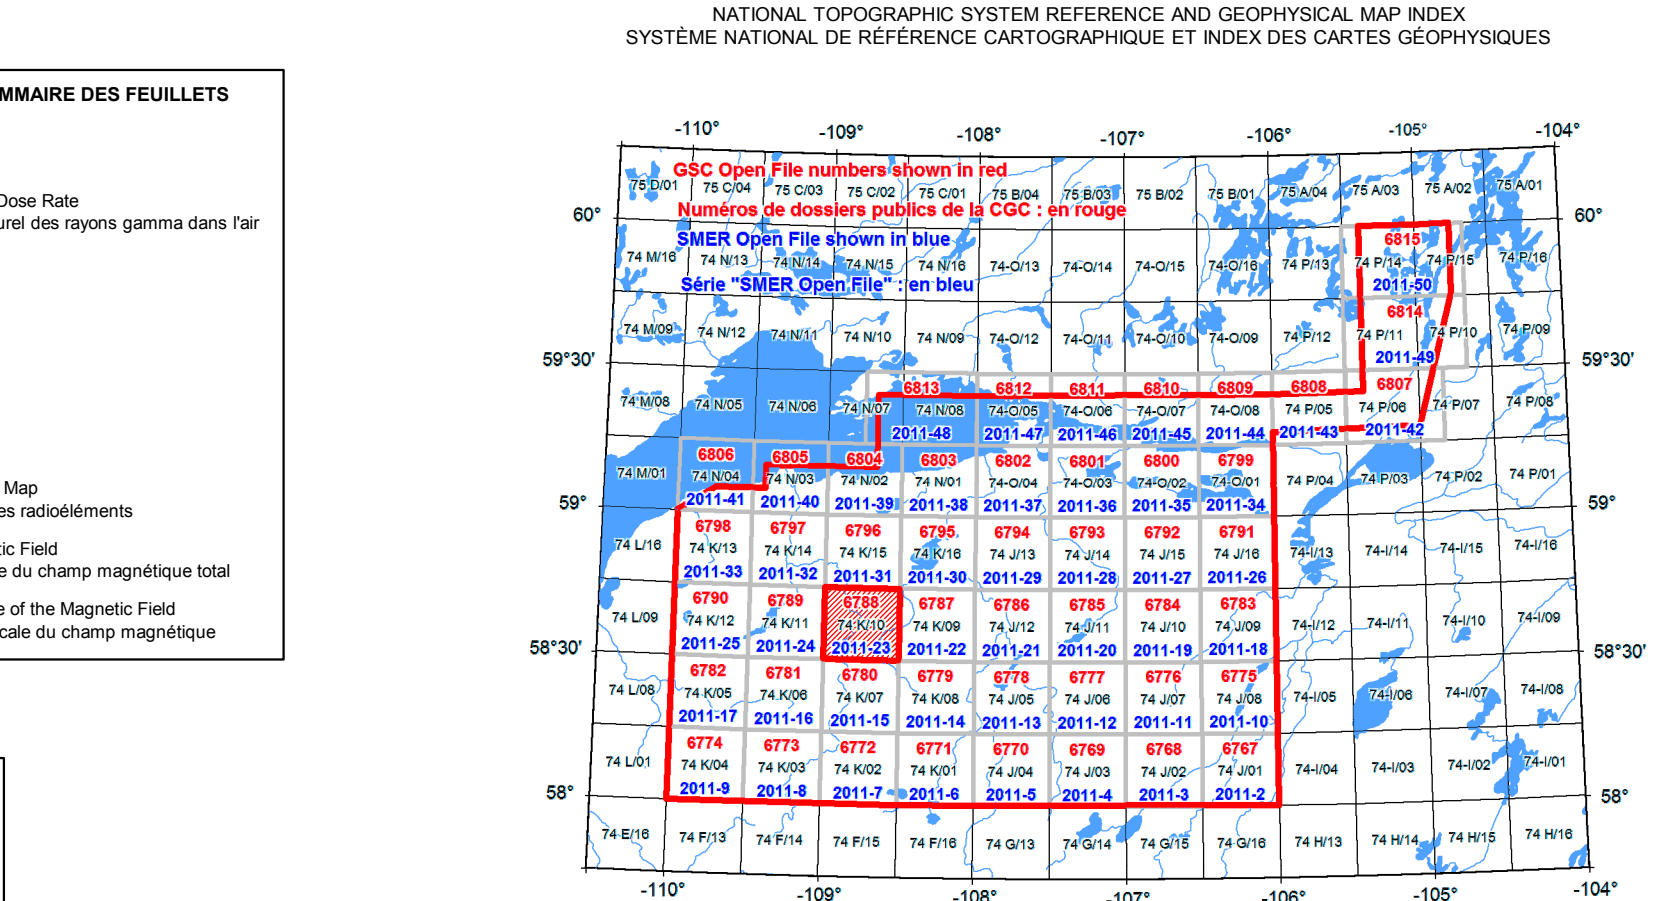 NATIONAL TOPOGRAPHIC SYSTEM REFERENCE AND GEOPHYSICAL MAP INDEX
SYSTÈME NATIONAL DE RÉFÉRENCE CARTOGRAPHIQUE ET INDEX DES CARTES GÉOPHYSIQUES
MMAIRE DES FEUILLETS
Dose Rate
urel des rayons gamma dans l'air
Map
es radioéléments
tic Field
e du champ magnétique total
e of the Magnetic Field
cale du champ magnétique
-110° -109° -108° -107° -106° -105° -104°
GSC Open File numbers shown in red
75 D/01 75 C/04 75 C/03 75 C/02 75 C/01 75 B/04 75 B/03 75 B/02 75 B/01 75 A/04 75 A/03 75 A/02 75 A/01
Numéros de dossiers publics de la CGC : en rouge
60° 60°
SMER Open File shown in blue
6815
74 M/16 74 N/13 74 N/14 74 N/15 74 N/16 74-O/13 74-O/14 74-O/15 74-O/16 74 P/13 74 P/14 74 P/15 74 P/16
Série "SMER Open File" : en bleu
2011-50
6814
74 M/09 74 N/12 74 N/11 74 N/10 74 N/09 74-O/12 74-O/11 74-O/10 74-O/09 74 P/12 74 P/11 74 P/10 74 P/09
59°30' 2011-49 59°30'
6813 6812 6811 6810 6809 6808 6807
74 M/08 74 N/05 74 N/06 74 N/07 74 N/08 74-O/05 74-O/06 74-O/07 74-O/08 74 P/05 74 P/06 74 P/07 74 P/08
2011-48 2011-47 2011-46 2011-45 2011-44 2011-43 2011-42
6806 6805 6804 6803 6802 6801 6800 6799
74 M/01 74 N/04 74 N/03 74 N/02 74 N/01 74-O/04 74-O/03 74-O/02 74-O/01 74 P/04 74 P/03 74 P/02 74 P/01
59° 2011-41 2011-40 2011-39 2011-38 2011-37 2011-36 2011-35 2011-34 59°
6798 6797 6796 6795 6794 6793 6792 6791
74 L/16 74 K/13 74 K/14 74 K/15 74 K/16 74 J/13 74 J/14 74 J/15 74 J/16 74-I/13 74-I/14 74-I/15 74-I/16
2011-33 2011-32 2011-31 2011-30 2011-29 2011-28 2011-27 2011-26
6790 6789 6788 6787 6786 6785 6784 6783
74 L/09 74 K/12 74 K/11 74 K/10 74 K/09 74 J/12 74 J/11 74 J/10 74 J/09 74-I/12 74-I/11 74-I/10 74-I/09
58°30' 2011-25 2011-24 2011-23 2011-22 2011-21 2011-20 2011-19 2011-18 58°30'
6782 6781 6780 6779 6778 6777 6776 6775
74 L/08 74 K/05 74 K/06 74 K/07 74 K/08 74 J/05 74 J/06 74 J/07 74 J/08 74-I/05 74-I/06 74-I/07 74-I/08
2011-17 2011-16 2011-15 2011-14 2011-13 2011-12 2011-11 2011-10
6774 6773 6772 6771 6770 6769 6768 6767
74 L/01 74 K/04 74 K/03 74 K/02 74 K/01 74 J/04 74 J/03 74 J/02 74 J/01 74-I/04 74-I/03 74-I/02 74-I/01
58° 2011-9 2011-8 2011-7 2011-6 2011-5 2011-4 2011-3 2011-2 58°
74 E/16 74 F/13 74 F/14 74 F/15 74 F/16 74 G/13 74 G/14 74 G/15 74 G/16 74 H/13 74 H/14 74 H/15 74 H/16
-110° -109° -108° -107° -106° -105° -104°